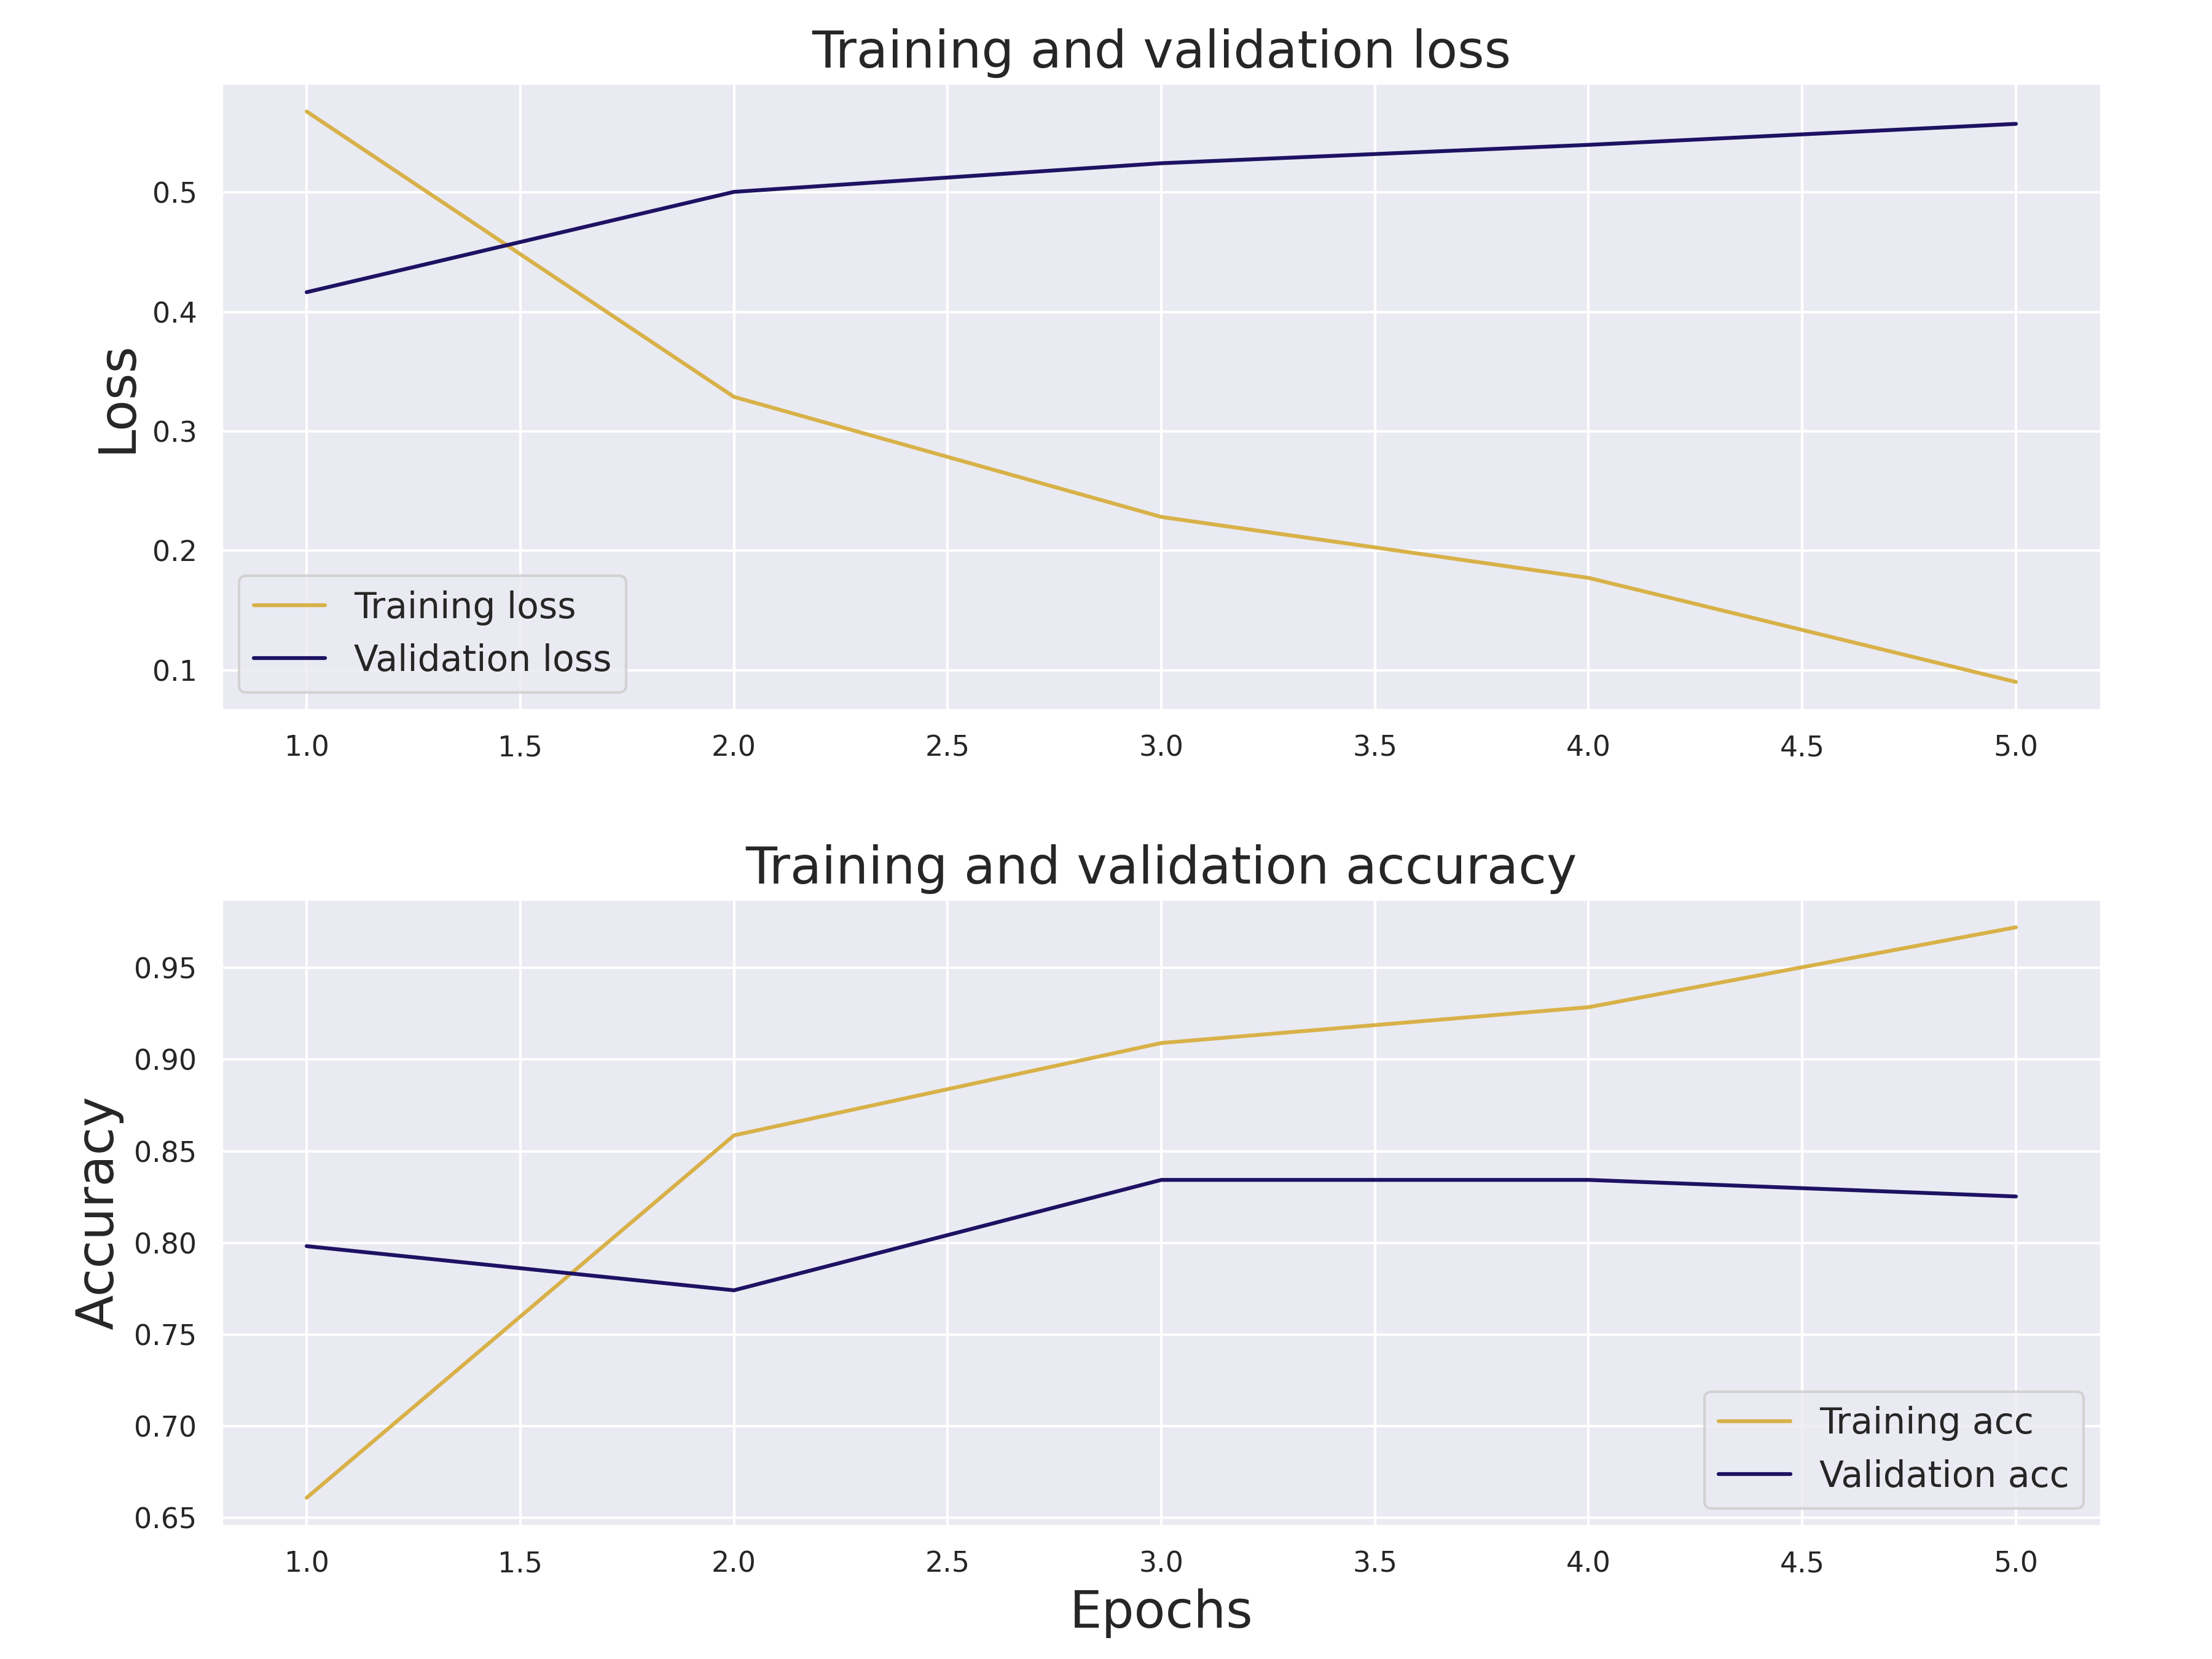 Training and validation loss
Loss
0.5
0.4
0.3
0.2
0.1
Training loss
Validation loss
1.0 1.5 2.0 2.5 3.0 3.5 4.0 4.5 5.0
Training and validation accuracy
Accuracy
0.95
0.90
0.85
0.80
0.75
0.70
0.65
Training acc
Validation acc
1.0 1.5 2.0 2.5 3.0 3.5 4.0 4.5 5.0
Epochs